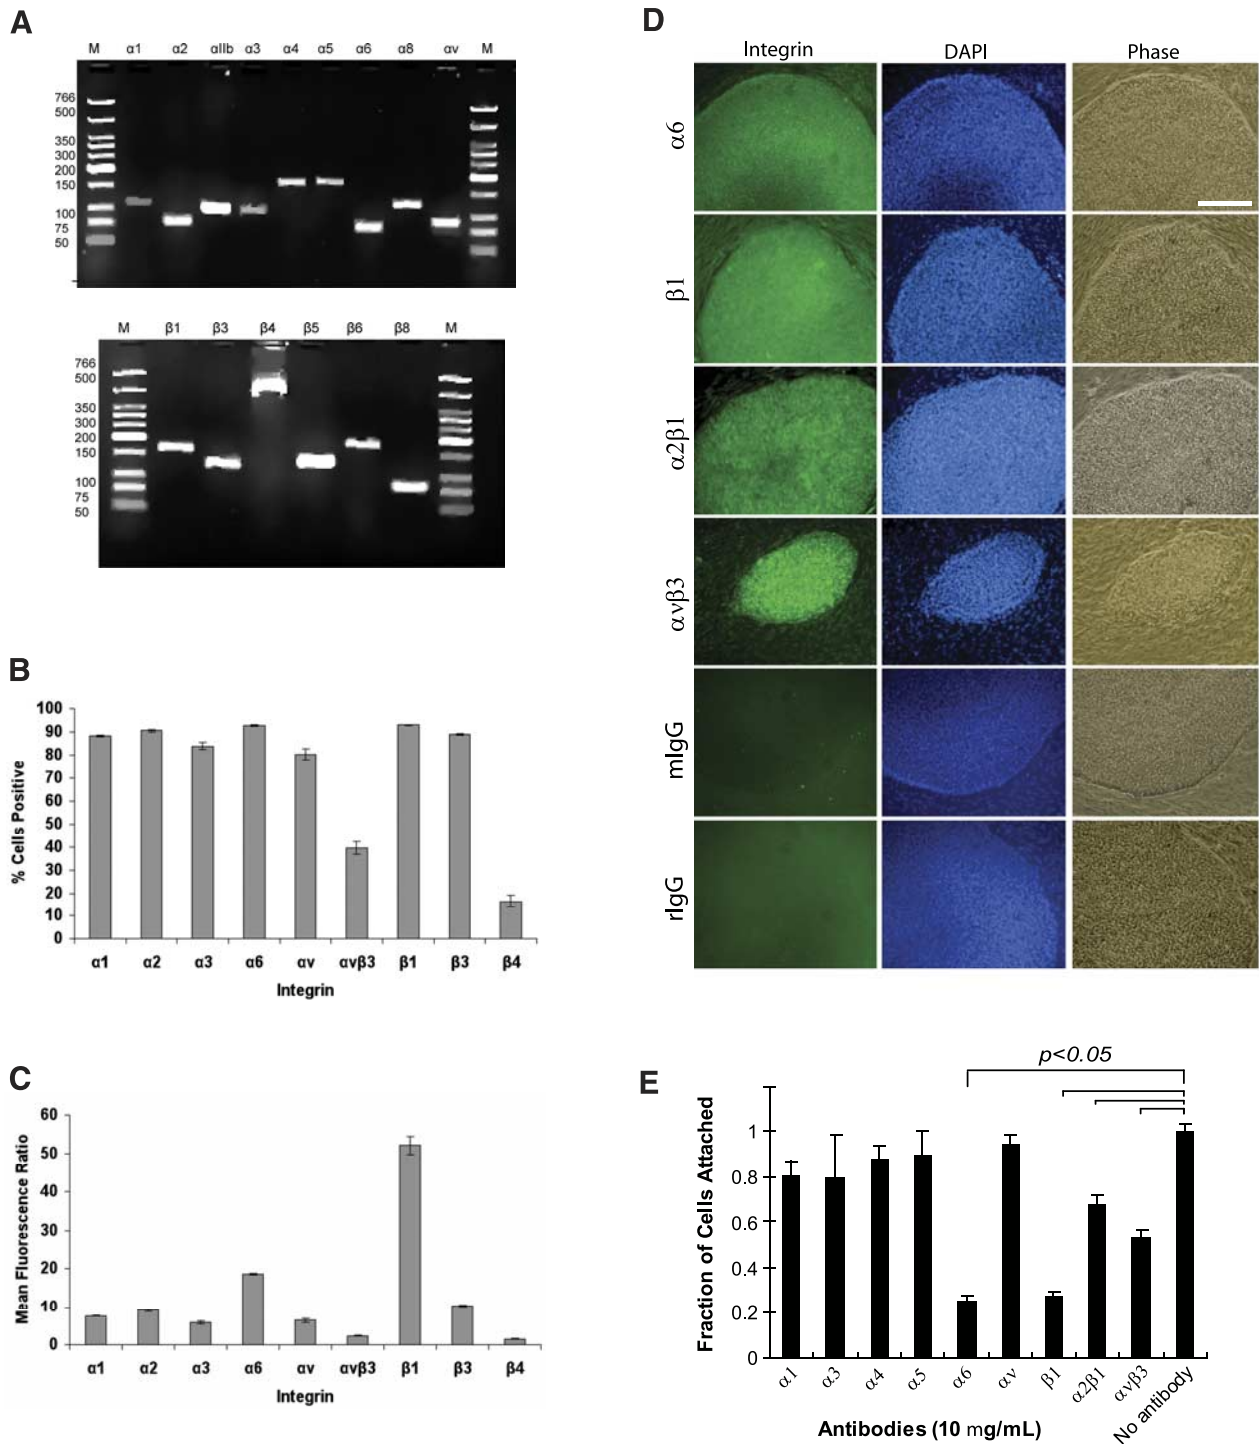 A
M α1 α2 αIIb α3 α4 α5 α6 α8 αv M
766
500
350
300
200
150
100
75
50
M β1 β3 β4 β5 β6 β8 M
766
500
350
300
200
150
100
75
50
B
% Cells Positive
100
90
80
70
60
50
40
30
20
10
0
α1 α2 α3 α6 αv αvβ3 β1 β3 β4
Integrin
C
Mean Fluorescence Ratio
60
50
40
30
20
10
0
α1 α2 α3 α6 αv αvβ3 β1 β3 β4
Integrin
D
Integrin DAPI Phase
α6
β1
α2β1
αvβ3
mIgG
rIgG
E
p<0.05
Fraction of Cells Attached
1
0.8
0.6
0.4
0.2
0
α1 α3 α4 α5 α6 αv β1 α2β1 αvβ3 No antibody
Antibodies (10 mg/mL)